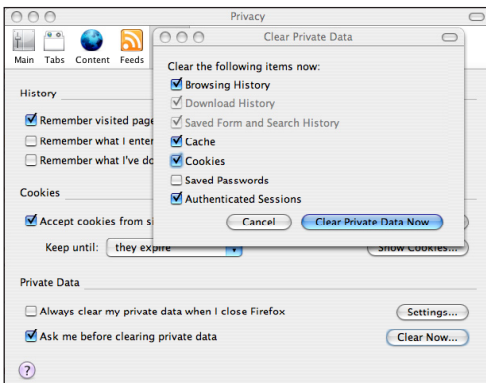 Privacy
Main Tabs Content Feeds
Clear Private Data
Clear the following items now:
Browsing History
Download History
Saved Form and Search History
Cache
Cookies
Saved Passwords
Authenticated Sessions
Cancel
Clear Private Data Now
History
Remember visited page
Remember what I enter
Remember what I've do
Cookies
Accept cookies from si
Keep until: they expire
Show Cookies...
Private Data
Always clear my private data when I close Firefox
Settings...
Ask me before clearing private data
Clear Now...
?